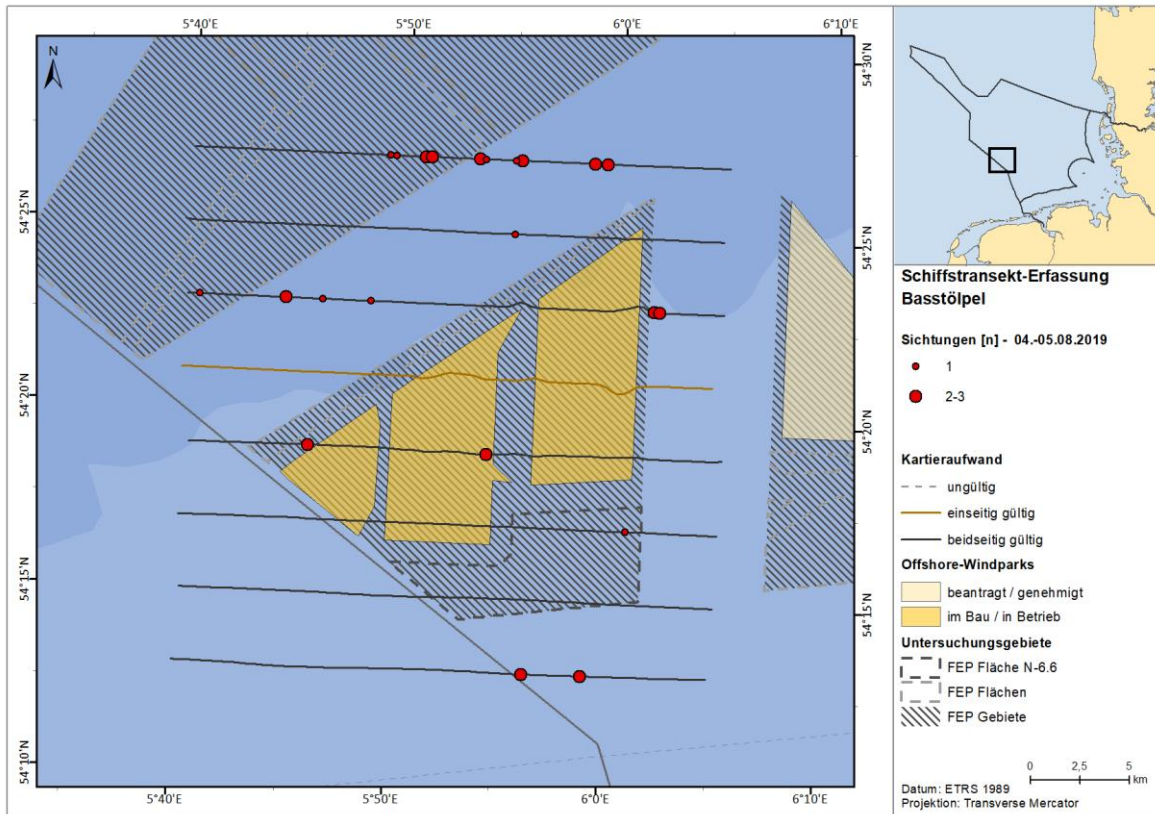 5°40'E 5°50'E 6°0'E 6°10'E
N
54°30'N
54°25'N
54°25'N
54°20'N
54°20'N
54°15'N
54°15'N
54°10'N
5°40'E 5°50'E 6°0'E 6°10'E
Schiffstransekt-Erfassung
Basstölpel
Sichtungen [n] - 04.-05.08.2019
1
2-3
Kartieraufwand
ungültig
einseitig gültig
beidseitig gültig
Offshore-Windparks
beantragt / genehmigt
im Bau / in Betrieb
Untersuchungsgebiete
FEP Fläche N-6.6
FEP Flächen
FEP Gebiete
0 2,5 5
km
Datum: ETRS 1989
Projektion: Transverse Mercator